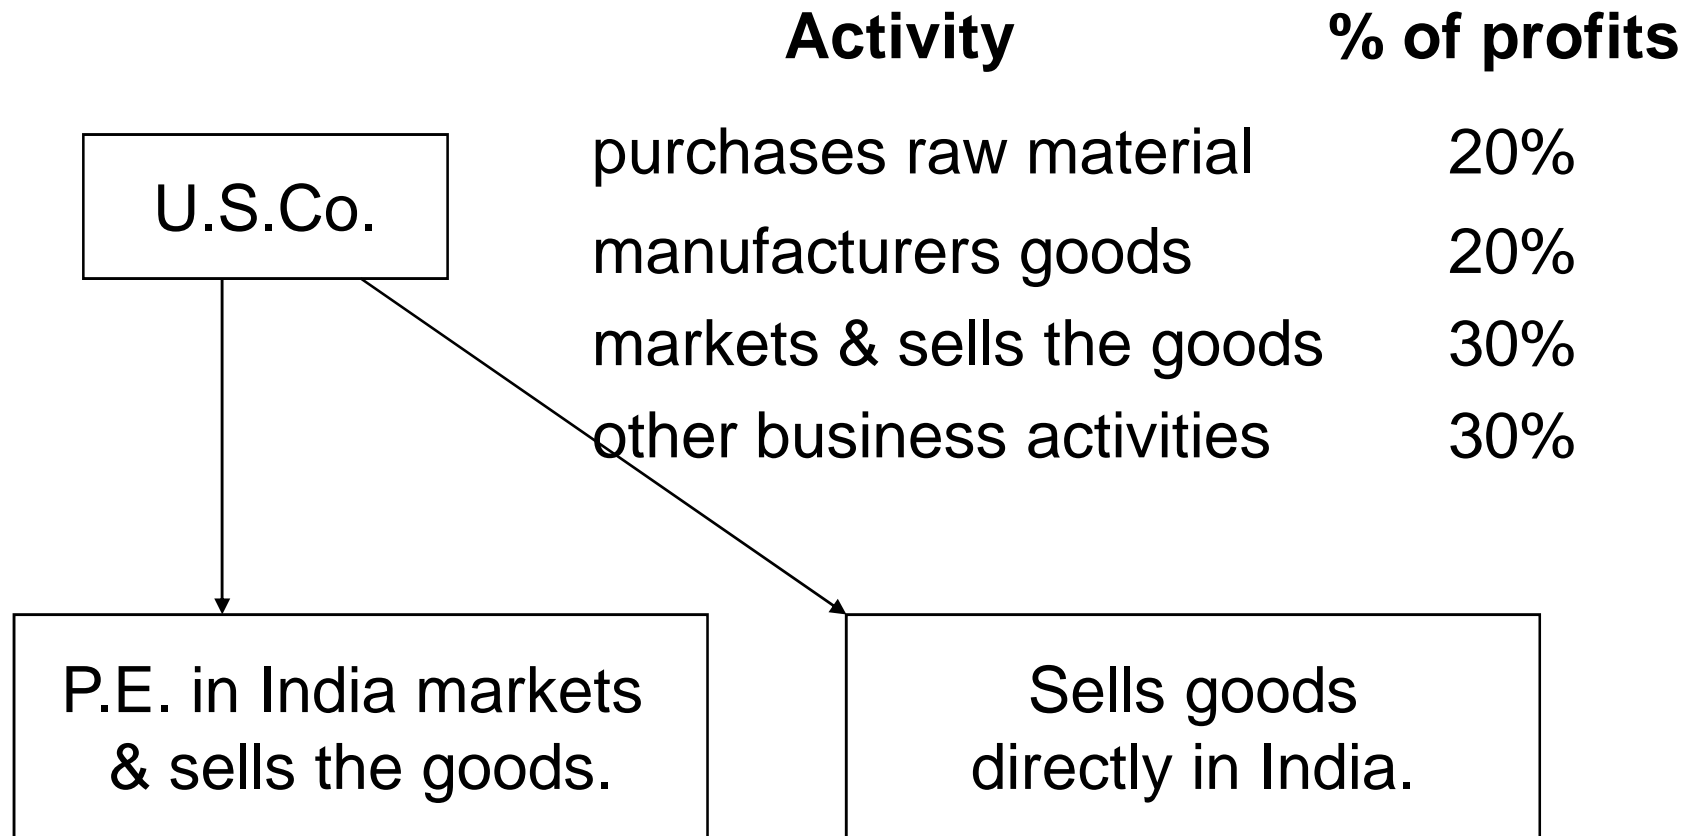 Activity % of profits
purchases raw material 20%
U.S.Co.
manufacturers goods 20%
markets & sells the goods 30%
other business activities 30%
P.E. in India markets
& sells the goods.
Sells goods
directly in India.